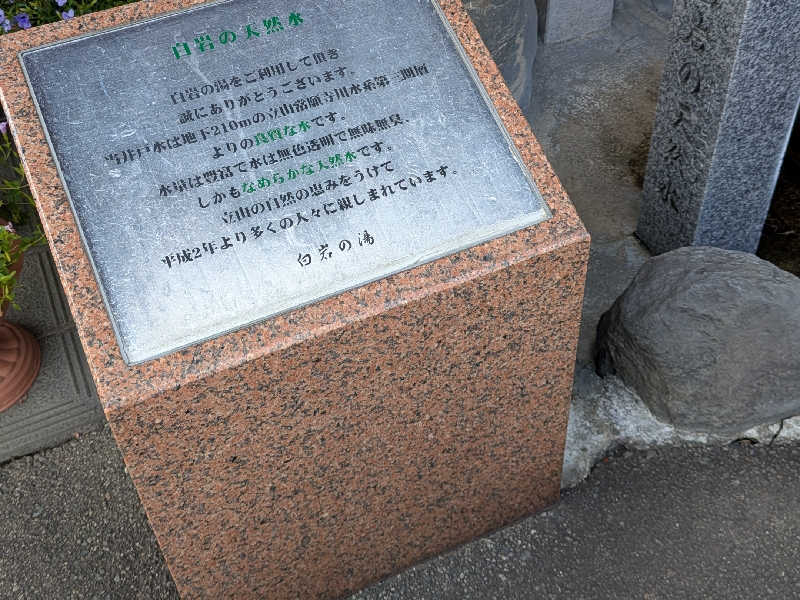 白岩の天然水
白岩の湯をご利用して頂き
誠にありがとうございます。
当井戸水は地下210mの立山常願寺川水系第三期層
よりの良質な水です。
水量は豊富で水は無色透明で無味無臭、
しかもなめらかな天然水です。
立山の自然の恵みをうけて
平成2年より多くの人々に親しまれています。
白岩の湯
の天然水